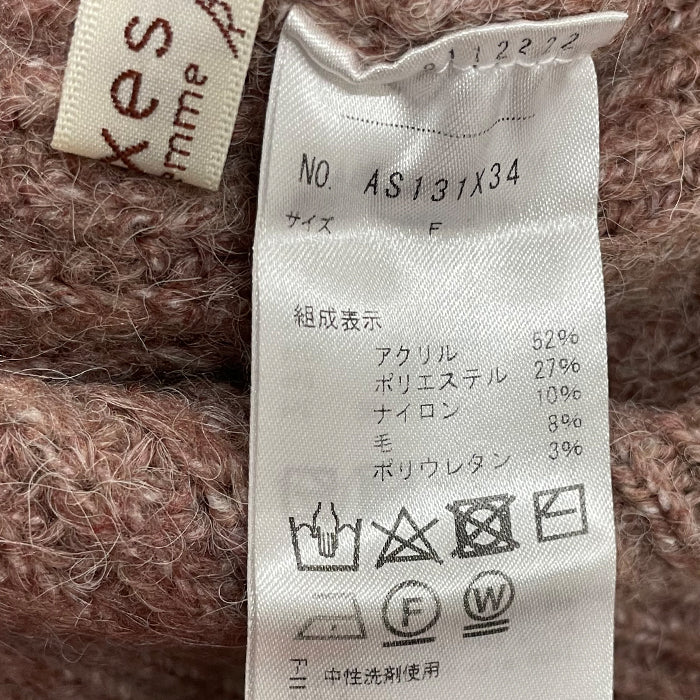 xes
mme
NO. AS131X34
サイズ F
組成表示
アクリル 52%
ポリエステル 27%
ナイロン 10%
毛 8%
ポリウレタン 3%
F
W
中性洗剤使用